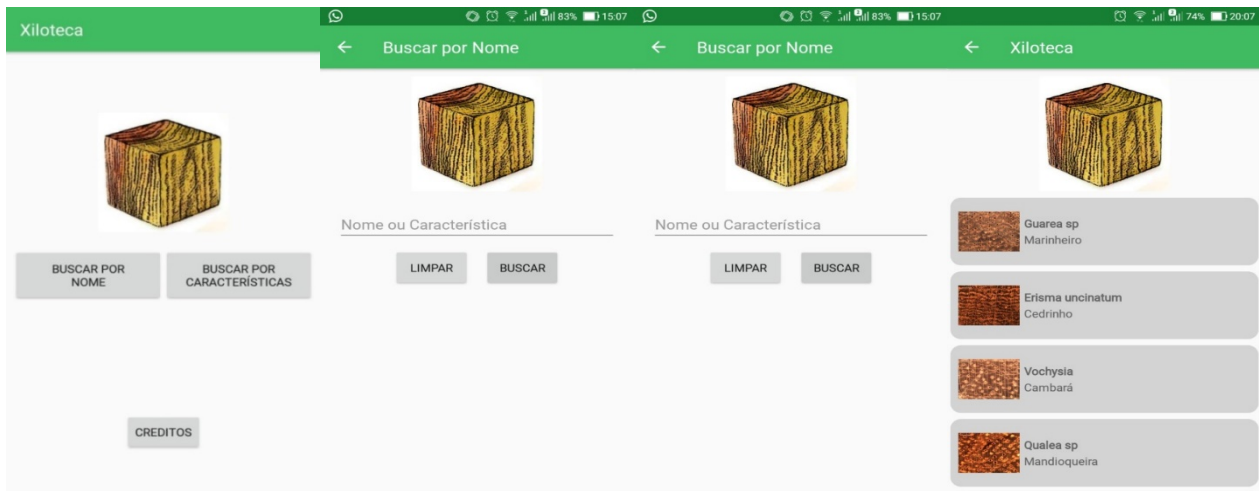 Xiloteca
BUSCAR POR
NOME
BUSCAR POR
CARACTERÍSTICAS
CREDITOS
83% 15:07
Buscar por Nome
Nome ou Característica
LIMPAR BUSCAR
83% 15:07
Buscar por Nome
Nome ou Característica
LIMPAR BUSCAR
74% 20:07
Xiloteca
Guarea sp
Marinheiro
Erisma uncinatum
Cedrinho
Vochysia
Cambará
Qualea sp
Mandioqueira